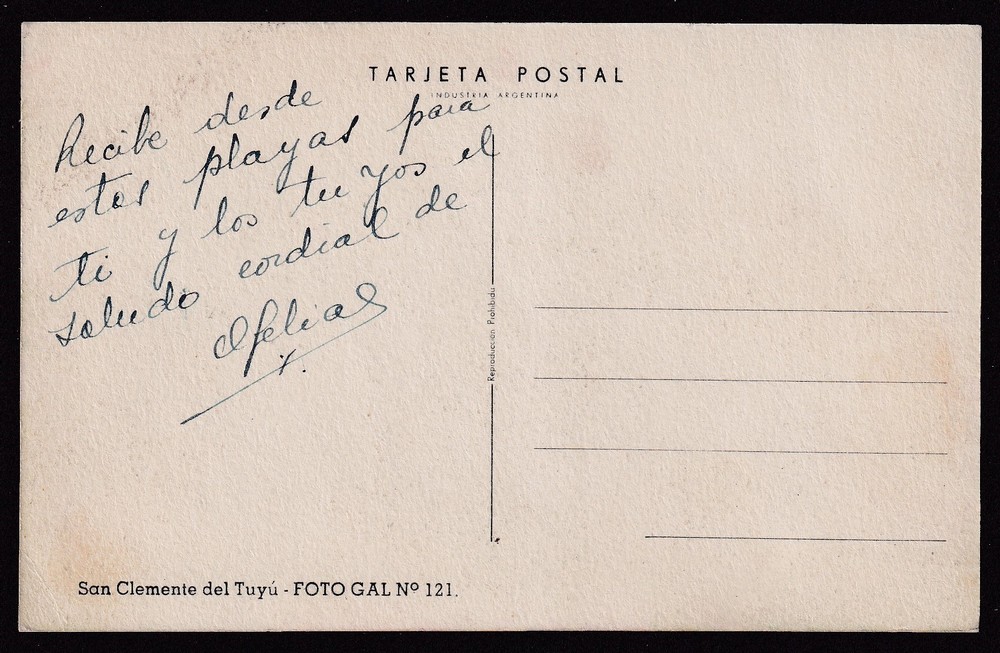 TARJETA POSTAL
INDUSTRIA ARGENTINA
Recibe desde
estas playas para
ti y los tuyos el
saludo cordial de
Ofelia
Reproducción Prohibida
San Clemente del Tuyú - FOTO GAL Nº 121.